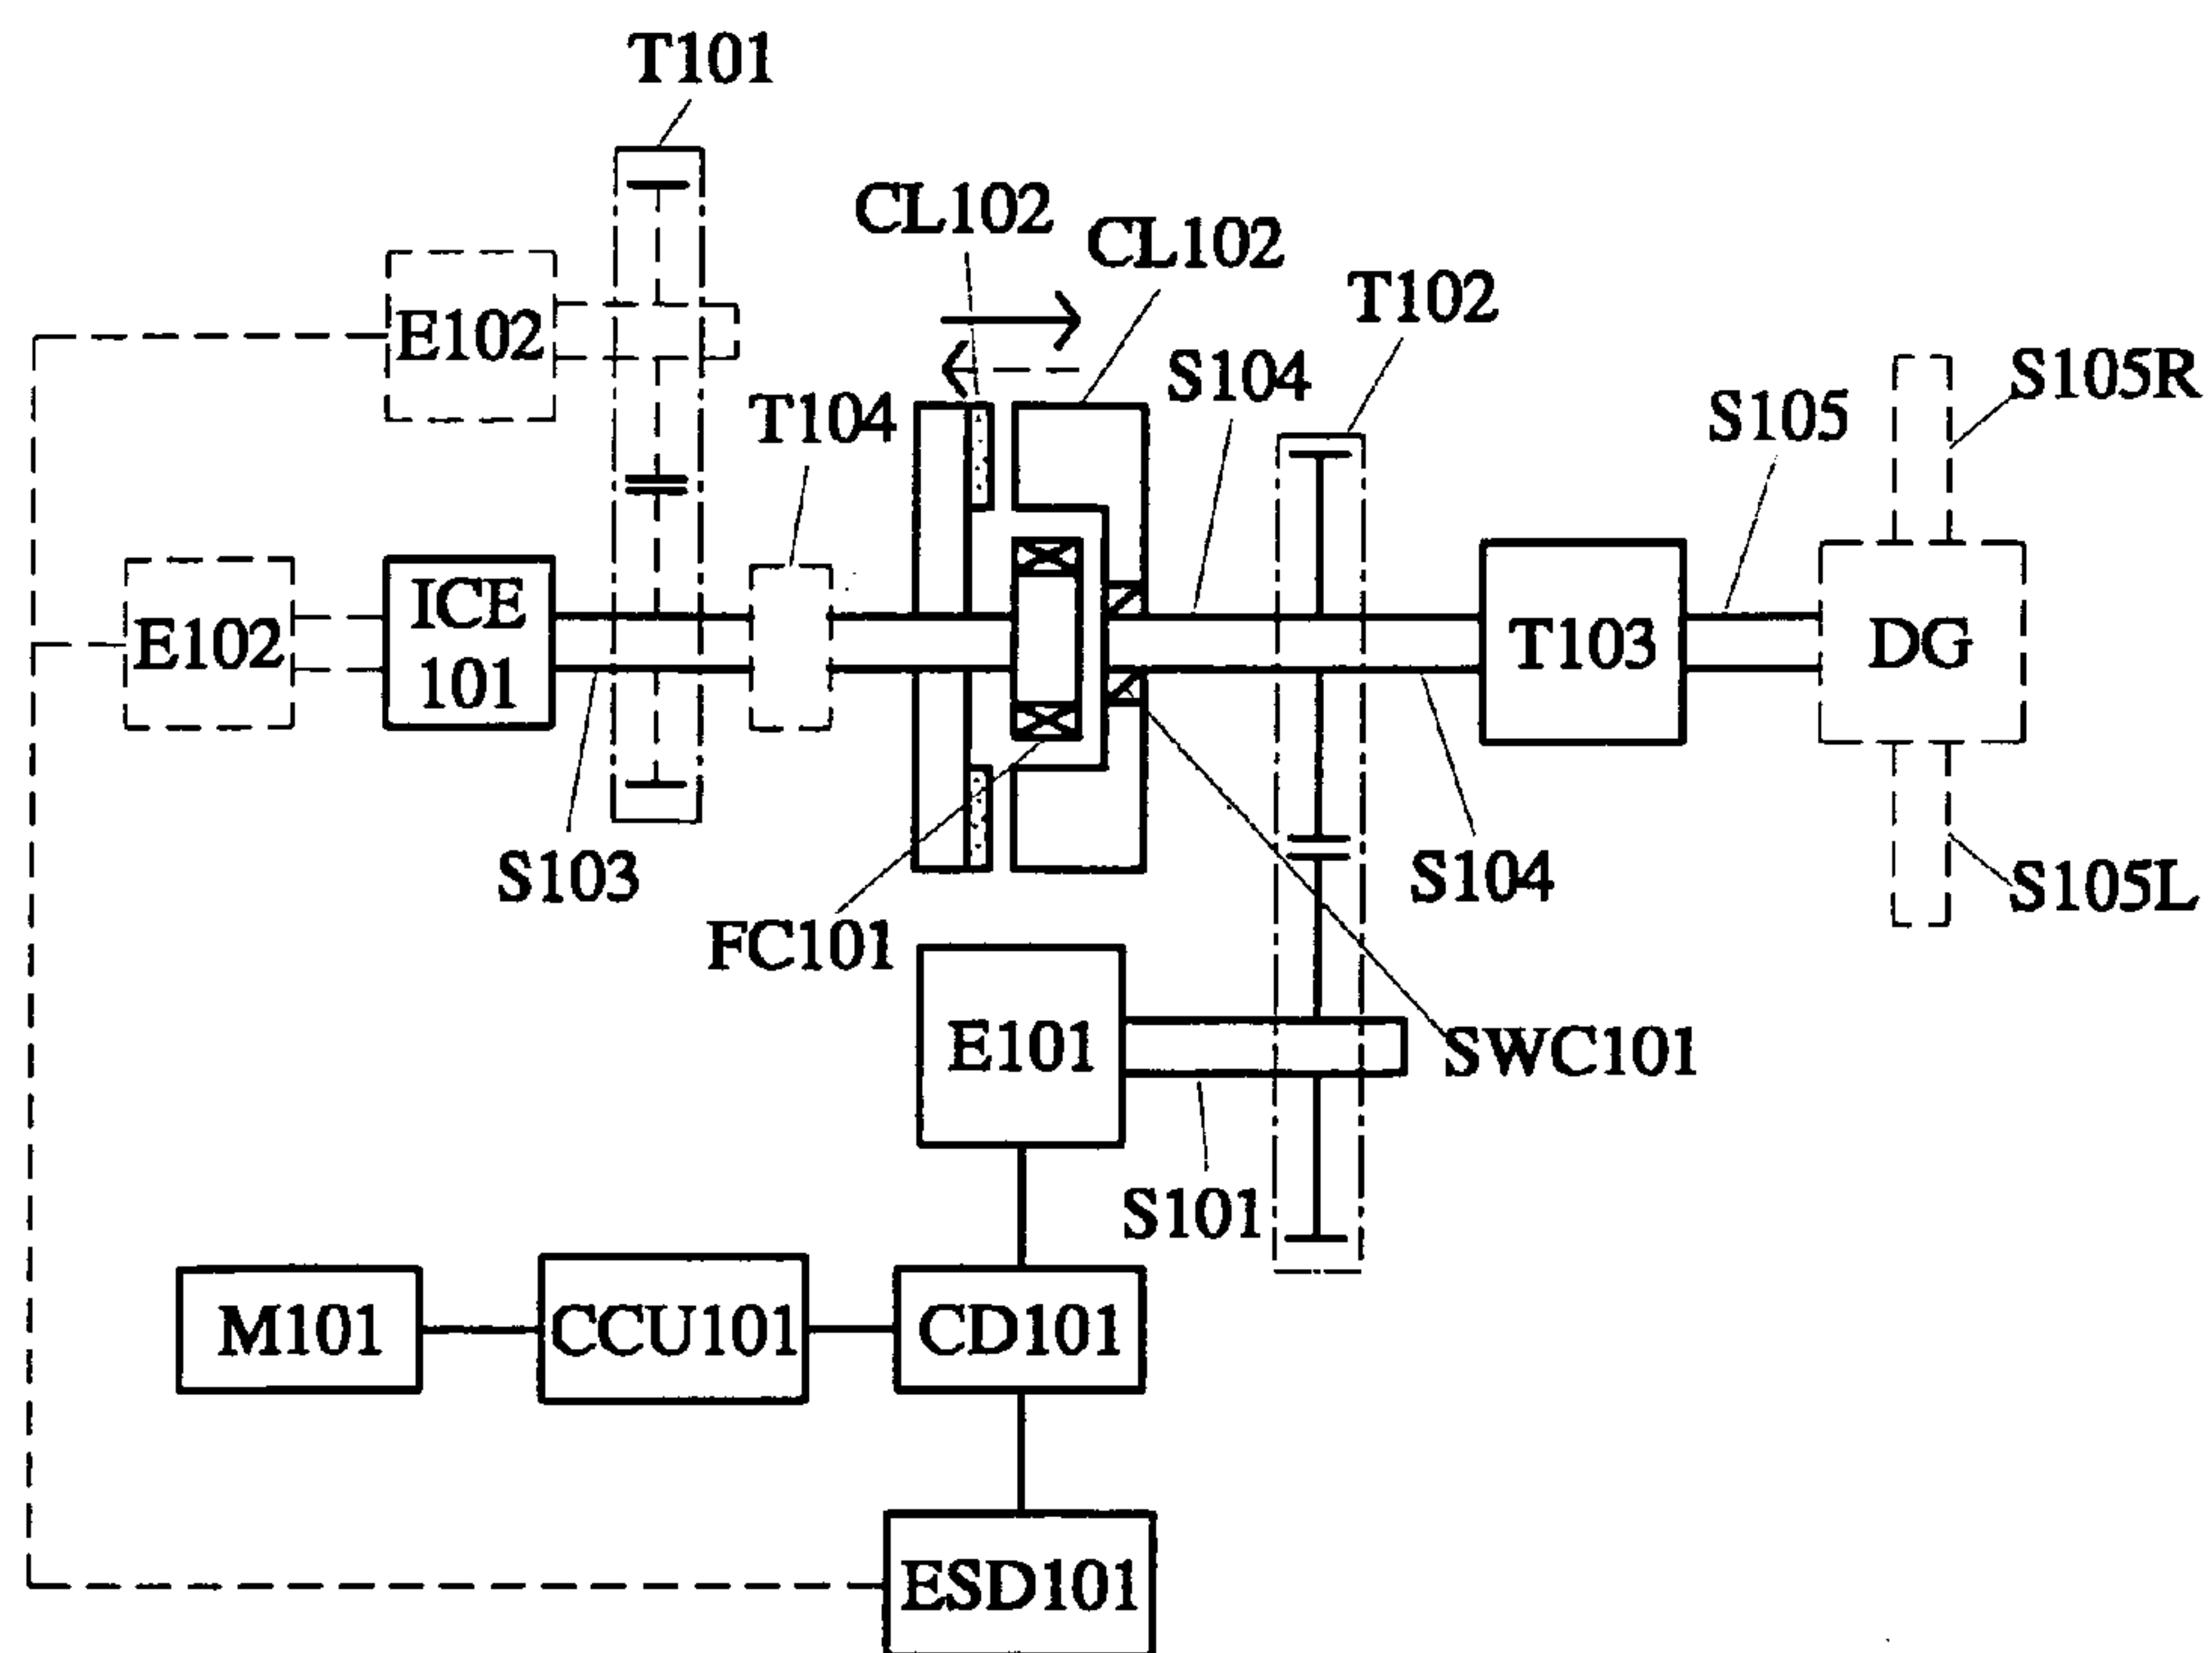 T101
CL102
CL102
T102
E102
S104
S105R
S105
T104
E102
ICE
101
T103
DG
S103
S104
S105L
FC101
E101
SWC101
S101
M101
CCU101
CD101
ESD101